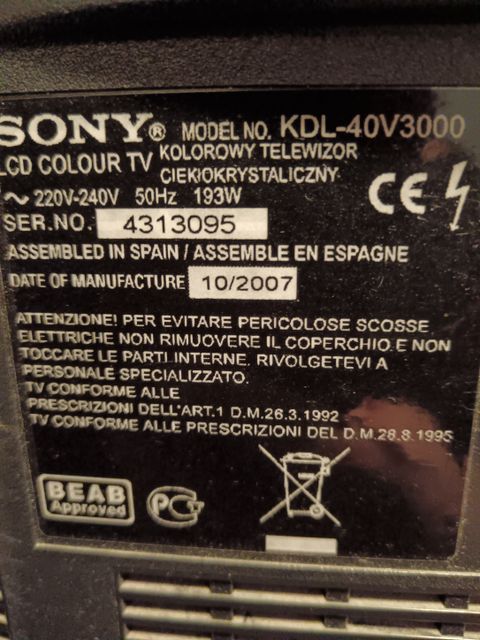 SONY® MODEL NO. KDL-40V3000
LCD COLOUR TV KOLOROWY TELEWIZOR
CIEKŁOKRYSTALICZNY
~ 220V-240V 50Hz 193W
SER.NO. 4313095
ASSEMBLED IN SPAIN / ASSEMBLE EN ESPAGNE
DATE OF MANUFACTURE 10/2007
ATTENZIONE! PER EVITARE PERICOLOSE SCOSSE
ELETTRICHE NON RIMUOVERE IL COPERCHIO E NON
TOCCARE LE PARTI INTERNE. RIVOLGETEVI A
PERSONALE SPECIALIZZATO.
TV CONFORME ALLE
PRESCRIZIONI DELL'ART.1 D.M.26.3.1992
TV CONFORME ALLE PRESCRIZIONI DEL D.M.28.8.1995
CE
BEAB
Approved
PG